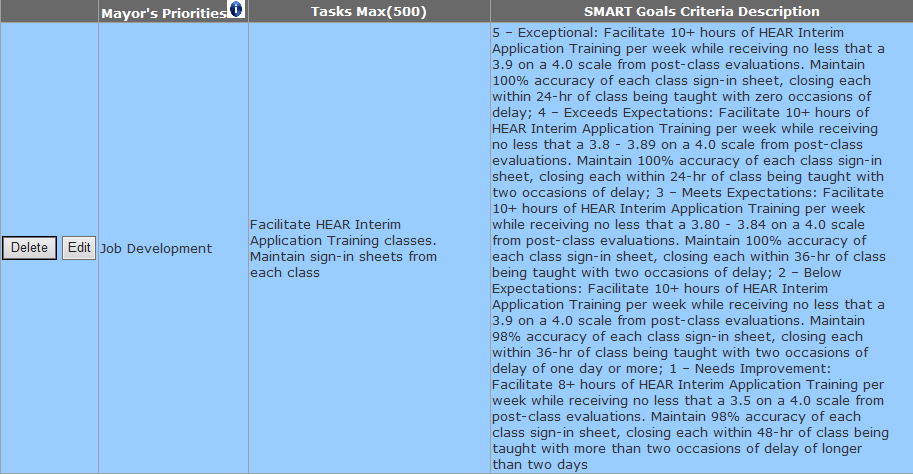 Mayor's Priorities
Tasks Max(500)
SMART Goals Criteria Description
Delete
Edit
Job Development
Facilitate HEAR Interim
Application Training classes.
Maintain sign-in sheets from
each class
5 – Exceptional: Facilitate 10+ hours of HEAR Interim
Application Training per week while receiving no less that a
3.9 on a 4.0 scale from post-class evaluations. Maintain
100% accuracy of each class sign-in sheet, closing each
within 24-hr of class being taught with zero occasions of
delay; 4 – Exceeds Expectations: Facilitate 10+ hours of
HEAR Interim Application Training per week while receiving
no less that a 3.8 - 3.89 on a 4.0 scale from post-class
evaluations. Maintain 100% accuracy of each class sign-in
sheet, closing each within 24-hr of class being taught with
two occasions of delay; 3 – Meets Expectations: Facilitate
10+ hours of HEAR Interim Application Training per week
while receiving no less that a 3.80 - 3.84 on a 4.0 scale
from post-class evaluations. Maintain 100% accuracy of
each class sign-in sheet, closing each within 36-hr of class
being taught with two occasions of delay; 2 – Below
Expectations: Facilitate 10+ hours of HEAR Interim
Application Training per week while receiving no less that a
3.9 on a 4.0 scale from post-class evaluations. Maintain
98% accuracy of each class sign-in sheet, closing each
within 36-hr of class being taught with two occasions of
delay of one day or more; 1 – Needs Improvement:
Facilitate 8+ hours of HEAR Interim Application Training per
week while receiving no less that a 3.5 on a 4.0 scale from
post-class evaluations. Maintain 98% accuracy of each
class sign-in sheet, closing each within 48-hr of class being
taught with more than two occasions of delay of longer
than two days